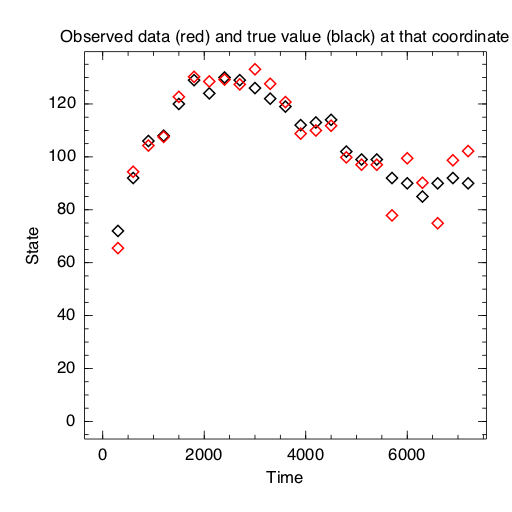 Observed data (red) and true value (black) at that coordinate
120
100
80
60
40
20
0
State
0 2000 4000 6000
Time